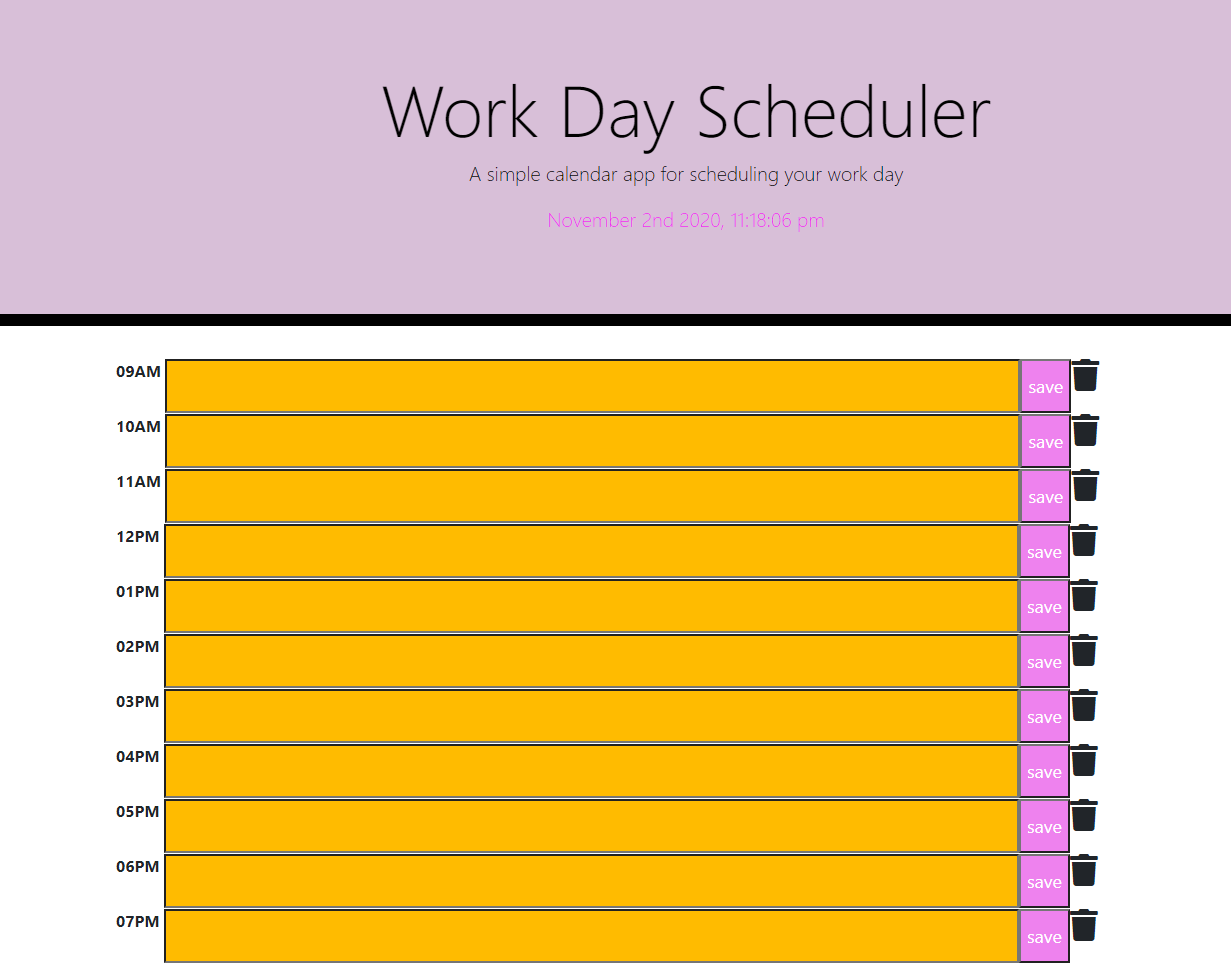 Work Day Scheduler
A simple calendar app for scheduling your work day
November 2nd 2020, 11:18:06 pm
09AM save
10AM save
11AM save
12PM save
01PM save
02PM save
03PM save
04PM save
05PM save
06PM save
07PM save